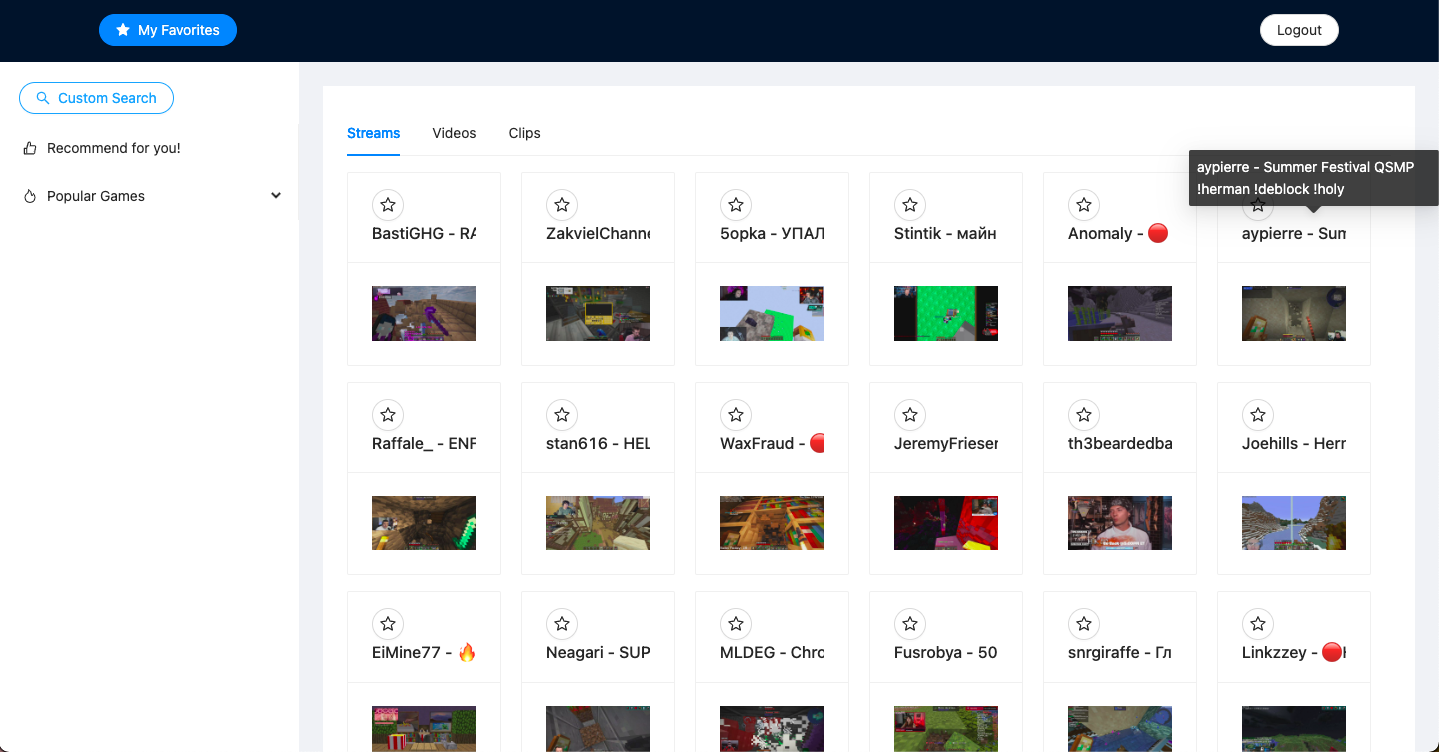 My Favorites
Logout
Custom Search
Recommend for you!
Popular Games
Streams
Videos
Clips
aypierre - Summer Festival QSMP
!herman !deblock !holy
BastiGHG - RA
ZakvielChanne
5opka - УПАЛ
Stintik - майн
Anomaly - 🔴
aypierre - Sum
Raffale_ - ENF
stan616 - HEL
WaxFraud - 🔴
JeremyFrieser
th3beardedba
Joehills - Herr
EiMine77 - 🔥
Neagari - SUP
MLDEG - Chro
Fusrobya - 50
snrgiraffe - Гл
Linkzzey - 🔴